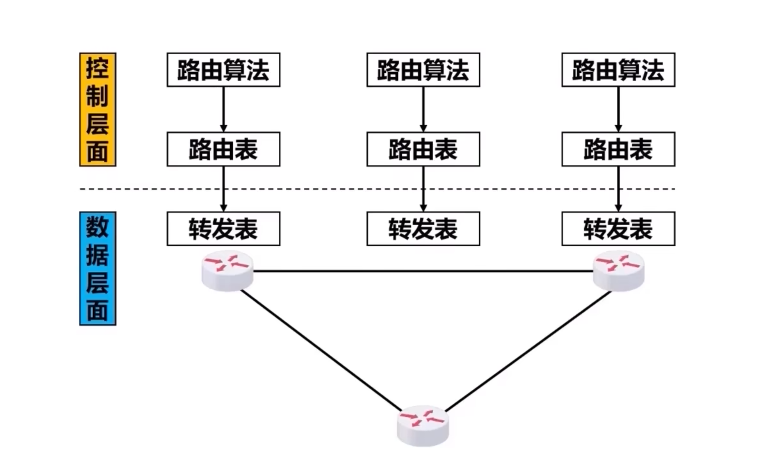 控制层面
路由算法 路由算法 路由算法
路由表 路由表 路由表
数据层面
转发表 转发表 转发表